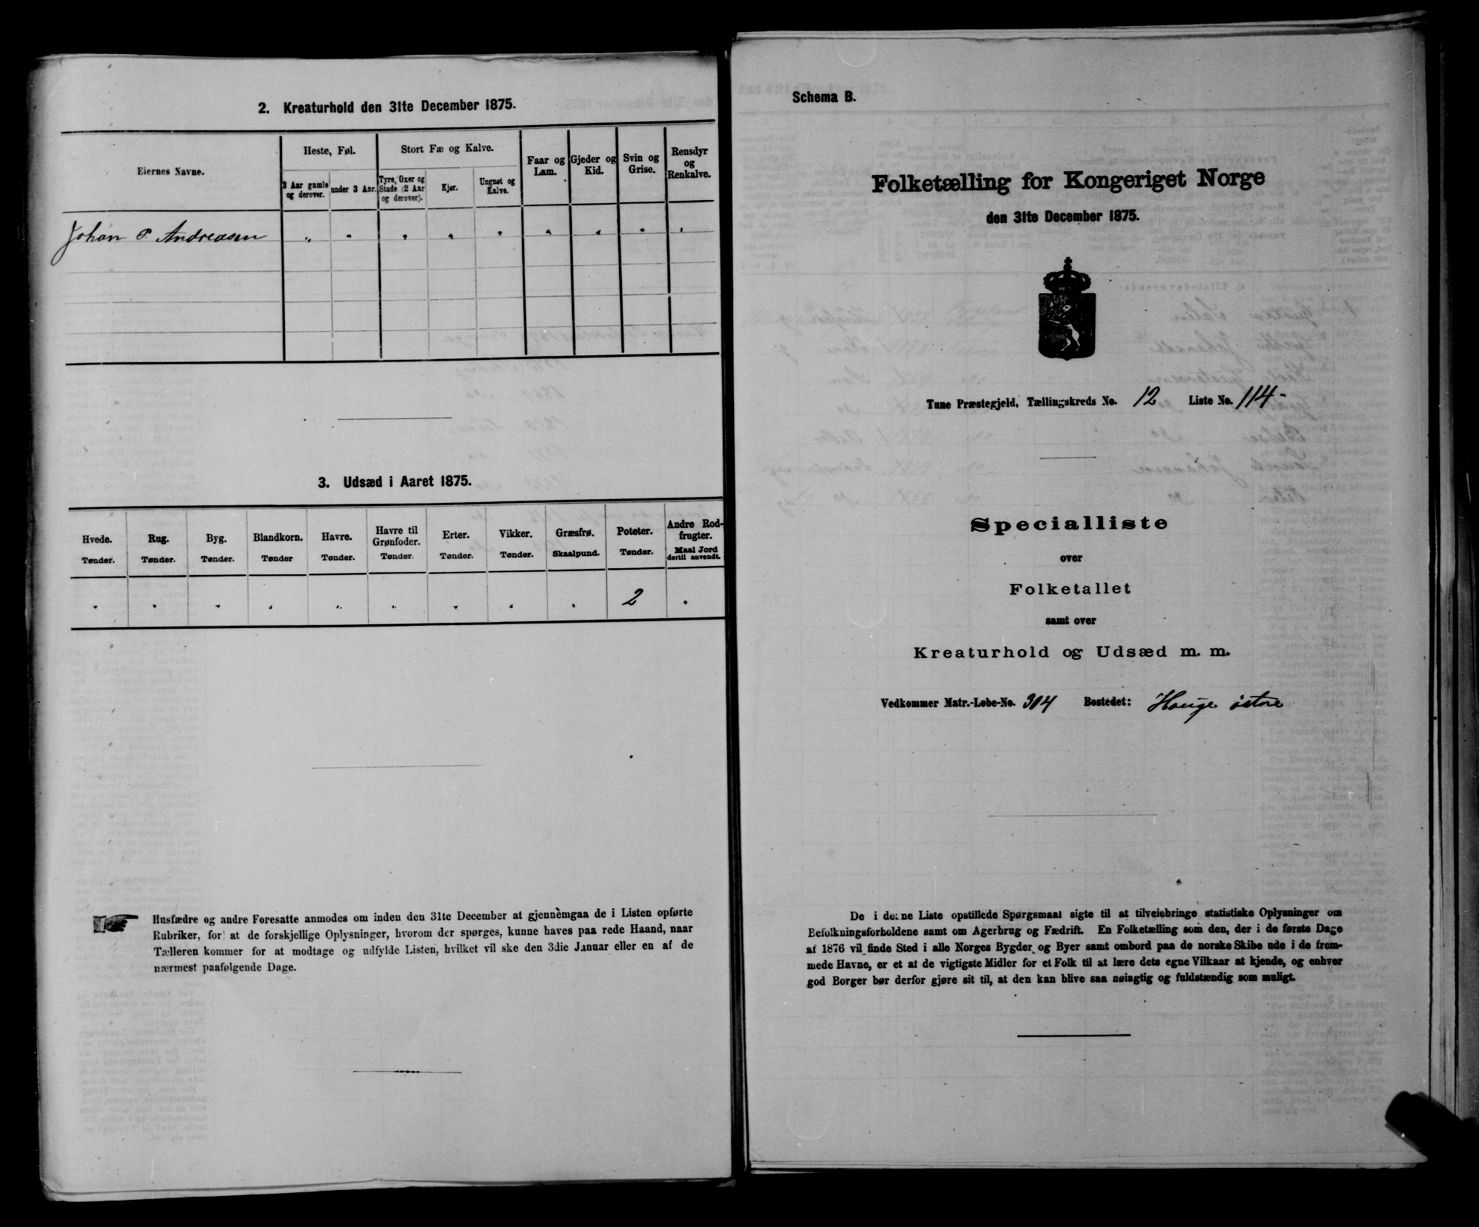 2. Kreaturhold den 31te December 1875.
Eiernes Navne.
Heste, Føl.
Stort Fæ og Kalve.
Faar og Lam.
Gjeder og Kid.
Svin og Grise.
Rensdyr og Renkalve.
3 Aar gamle og derover.
under 3 Aar.
Tyre, Oxer og Stude (2 Aar og derover).
Kjør.
Ungnøt og Kalve.
Johan P Andreasen " " " " " " " " "
3. Udsæd i Aaret 1875.
Hvede. Rug. Byg. Blandkorn. Havre. Havre til Grønfoder. Erter. Vikker. Græsfrø. Poteter. Andre Rodfrugter.
Tønder. Tønder. Tønder. Tønder Tønder. Tønder. Tønder. Tønder. Skaalpund. Tønder. Maal Jord dertil anvendt.
" " " " " " " " " 2 "
Husfædre og andre Foresatte anmodes om inden den 31te December at gjennemgaa de i Listen opførte
Rubriker, for at de forskjellige Oplysninger, hvorom der spørges, kunne haves paa rede Haand, naar
Tælleren kommer for at modtage og udfylde Listen, hvilket vil ske den 3die Januar eller en af de
nærmest paafølgende Dage.
Schema B.
Folketælling for Kongeriget Norge
den 31te December 1875.
Tune Præstegjeld, Tællingskreds No. 12 Liste No. 114-
Specialliste
over
Folketallet
samt over
Kreaturhold og Udsæd m. m.
Vedkommer Matr.-Løbe-No. 304 Bostedet: Hauge østre
De i denne Liste opstillede Spørgsmaal sigte til at tilveiebringe statistiske Oplysninger om
Befolkningsforholdene samt om Agerbrug og Fædrift. En Folketælling som den, der i de første Dage
af 1876 vil finde Sted i alle Norges Bygder og Byer samt ombord paa de norske Skibe ude i de frem-
mede Havne, er et at de vigtigste Midler for et Folk til at lære dets egne Vilkaar at kjende, og enhver
god Borger bør derfor gjøre sit til, at den kan blive saa nøiagtig og fuldstændig som muligt.